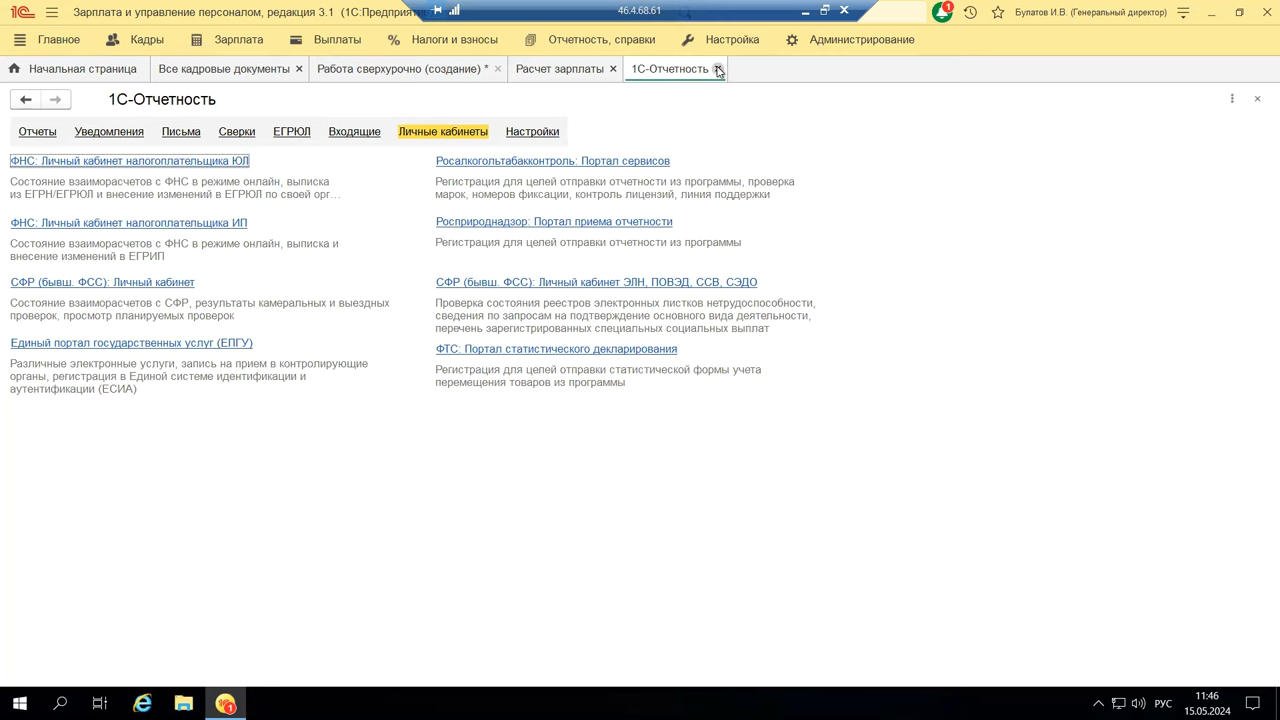 Зарплата и управление персоналом, редакция 3.1 (1С:Предприяти
46.4.68.61
1
Булатов И.В. (Генеральный директор)
Главное
Кадры
Зарплата
Выплаты
Налоги и взносы
Отчетность, справки
Настройка
Администрирование
Начальная страница
Все кадровые документы ×
Работа сверхурочно (создание) * ×
Расчет зарплаты ×
1С-Отчетность
1С-Отчетность
Отчеты
Уведомления
Письма
Сверки
ЕГРЮЛ
Входящие
Личные кабинеты
Настройки
ФНС: Личный кабинет налогоплательщика ЮЛ
Состояние взаиморасчетов с ФНС в режиме онлайн, выписка
из ЕГРН/ЕГРЮЛ и внесение изменений в ЕГРЮЛ по своей орг…
ФНС: Личный кабинет налогоплательщика ИП
Состояние взаиморасчетов с ФНС в режиме онлайн, выписка и
внесение изменений в ЕГРИП
СФР (бывш. ФСС): Личный кабинет
Состояние взаиморасчетов с СФР, результаты камеральных и выездных
проверок, просмотр планируемых проверок
Единый портал государственных услуг (ЕПГУ)
Различные электронные услуги, запись на прием в контролирующие
органы, регистрация в Единой системе идентификации и
аутентификации (ЕСИА)
Росалкогольтабакконтроль: Портал сервисов
Регистрация для целей отправки отчетности из программы, проверка
марок, номеров фиксации, контроль лицензий, линия поддержки
Росприроднадзор: Портал приема отчетности
Регистрация для целей отправки отчетности из программы
СФР (бывш. ФСС): Личный кабинет ЭЛН, ПОВЭД, ССВ, СЭДО
Проверка состояния реестров электронных листков нетрудоспособности,
сведения по запросам на подтверждение основного вида деятельности,
перечень зарегистрированных специальных социальных выплат
ФТС: Портал статистического декларирования
Регистрация для целей отправки статистической формы учета
перемещения товаров из программы
1
РУС
11:46
15.05.2024